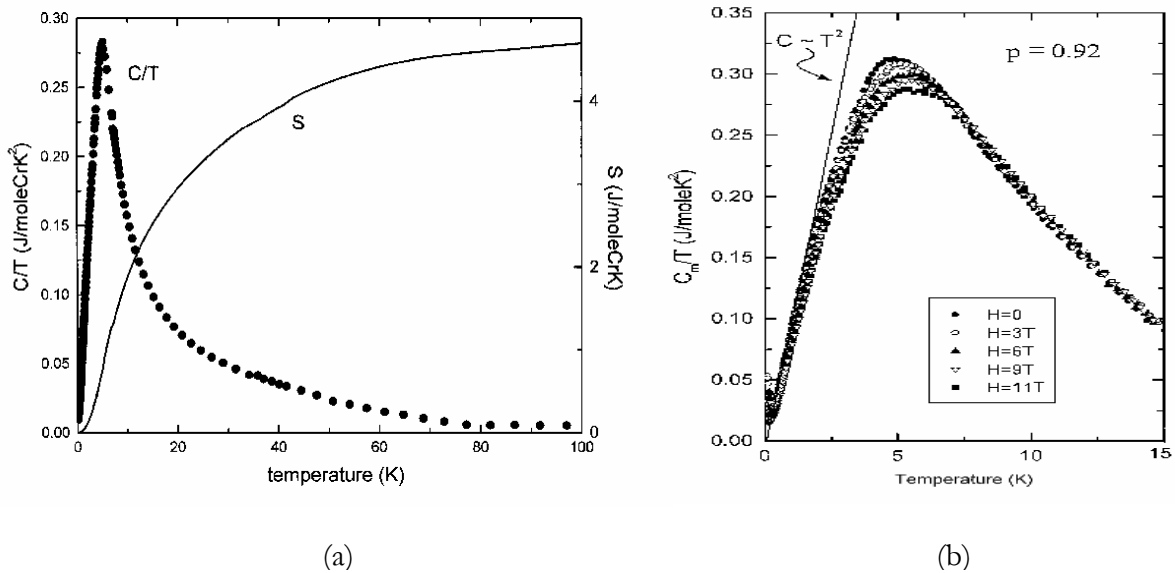 0.30
0.25
0.20
0.15
0.10
0.05
0.00
C/T (J/moleCrK²)
C/T
S
4
2
0
S (J/moleCrK)
0
20
40
60
80
100
temperature (K)
(a)
0.35
0.30
0.25
0.20
0.15
0.10
0.05
0.00
Cₘ/T (J/moleK²)
C ~ T²
p = 0.92
H=0
H=3T
H=6T
H=9T
H=11T
0
5
10
15
Temperature (K)
(b)